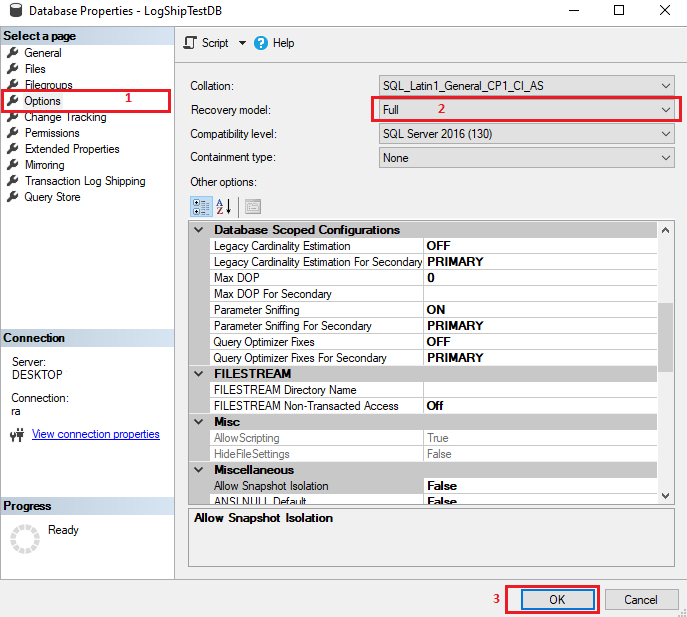 Database Properties - LogShipTestDB
Select a page
General
Files
Filegroups
Options 1
Change Tracking
Permissions
Extended Properties
Mirroring
Transaction Log Shipping
Query Store
Connection
Server:
DESKTOP
Connection:
ra
View connection properties
Progress
Ready
Script Help
Collation: SQL_Latin1_General_CP1_CI_AS
Recovery model: Full 2
Compatibility level: SQL Server 2016 (130)
Containment type: None
Other options:
Database Scoped Configurations
Legacy Cardinality Estimation OFF
Legacy Cardinality Estimation For Secondary PRIMARY
Max DOP 0
Max DOP For Secondary
Parameter Sniffing ON
Parameter Sniffing For Secondary PRIMARY
Query Optimizer Fixes OFF
Query Optimizer Fixes For Secondary PRIMARY
FILESTREAM
FILESTREAM Directory Name
FILESTREAM Non-Transacted Access Off
Misc
AllowScripting True
HideFileSettings False
Miscellaneous
Allow Snapshot Isolation False
ANSI NULL Default False
Allow Snapshot Isolation
3 OK Cancel